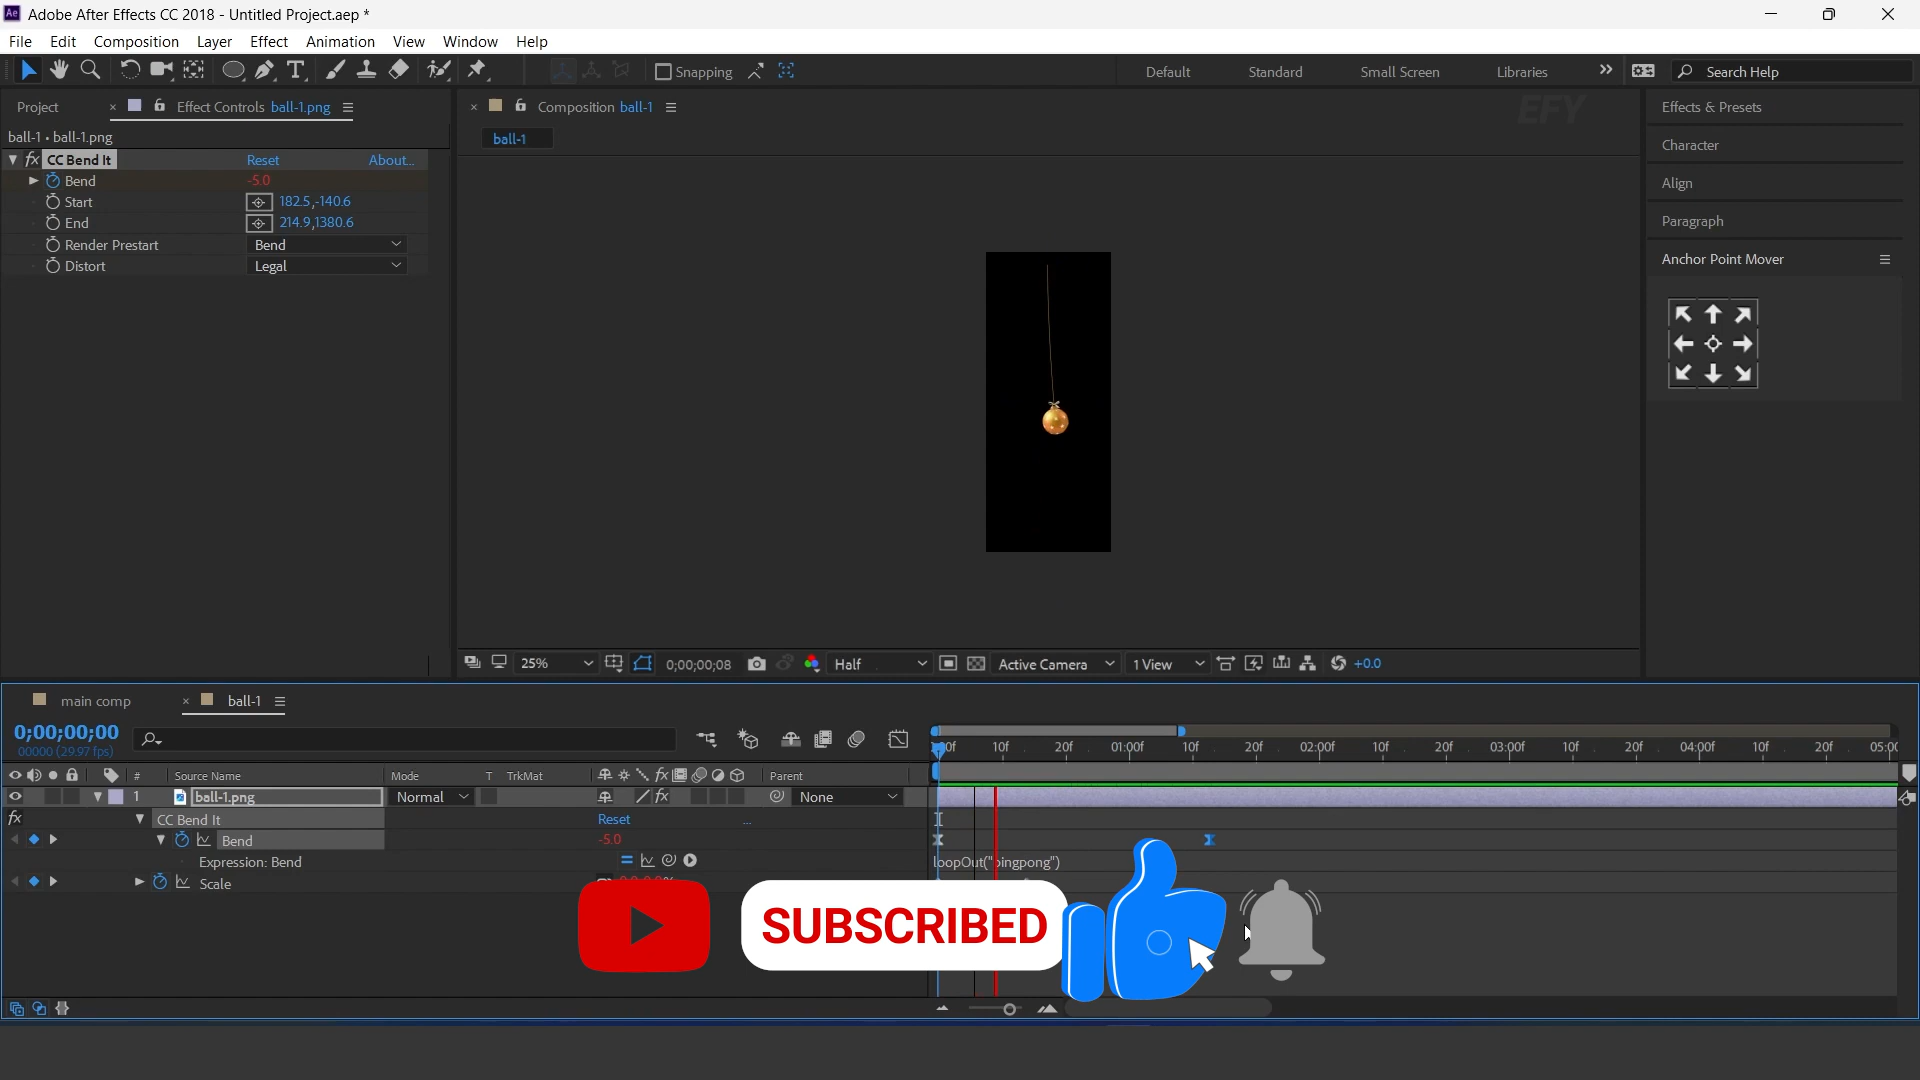 Ae Adobe After Effects CC 2018 - Untitled Project.aep *
File Edit Composition Layer Effect Animation View Window Help
Snapping Default Standard Small Screen Libraries Search Help
Project × Effect Controls ball-1.png
× Composition ball-1
EFY
Effects & Presets
ball-1 • ball-1.png
ball-1
Character
fx CC Bend It Reset About...
Bend -5.0
Align
Start 182.5,-140.6
End 214.9,1380.6
Paragraph
Render Prestart Bend
Distort Legal
Anchor Point Mover
25% 0;00;00;08 Half Active Camera 1 View +0.0
main comp × ball-1
0;00;00;00
00000 (29.97 fps)
10f 20f 01:00f 10f 20f 02:00f 10f 20f 03:00f 10f 20f 04:00f 10f 20f 05:00
# Source Name Mode T TrkMat Parent
1 ball-1.png Normal None
fx CC Bend It Reset ...
Bend -5.0
Expression: Bend loopOut("pingpong")
Scale
SUBSCRIBED